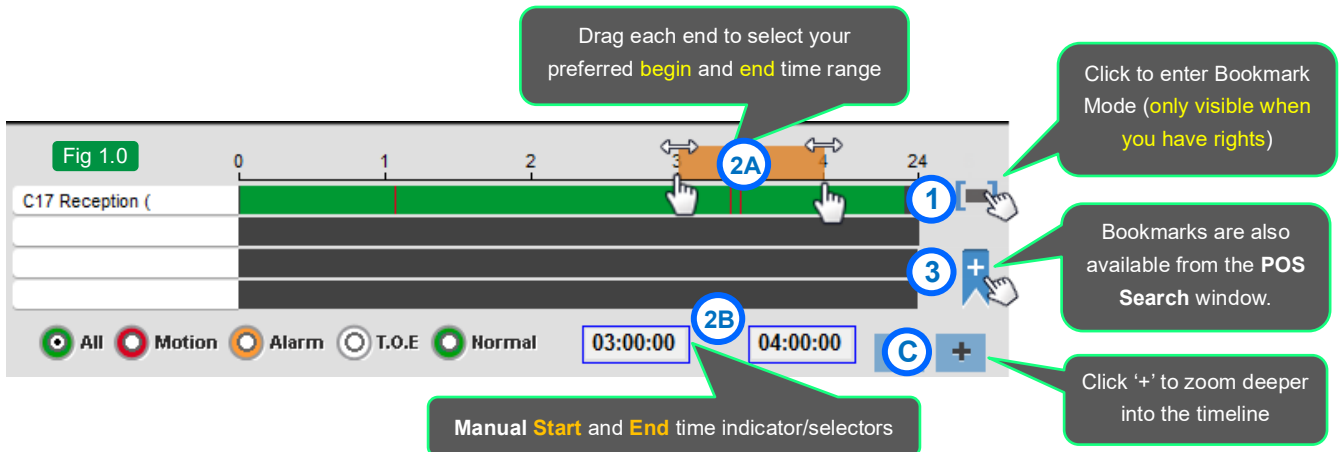 Drag each end to select your
preferred begin and end time range
Click to enter Bookmark
Mode (only visible when
you have rights)
Fig 1.0
0 1 2 3 4 24
2A
C17 Reception (
1
Bookmarks are also
available from the POS
Search window.
3
2B
All Motion Alarm T.O.E Normal 03:00:00 04:00:00 C +
Click ‘+’ to zoom deeper
into the timeline
Manual Start and End time indicator/selectors